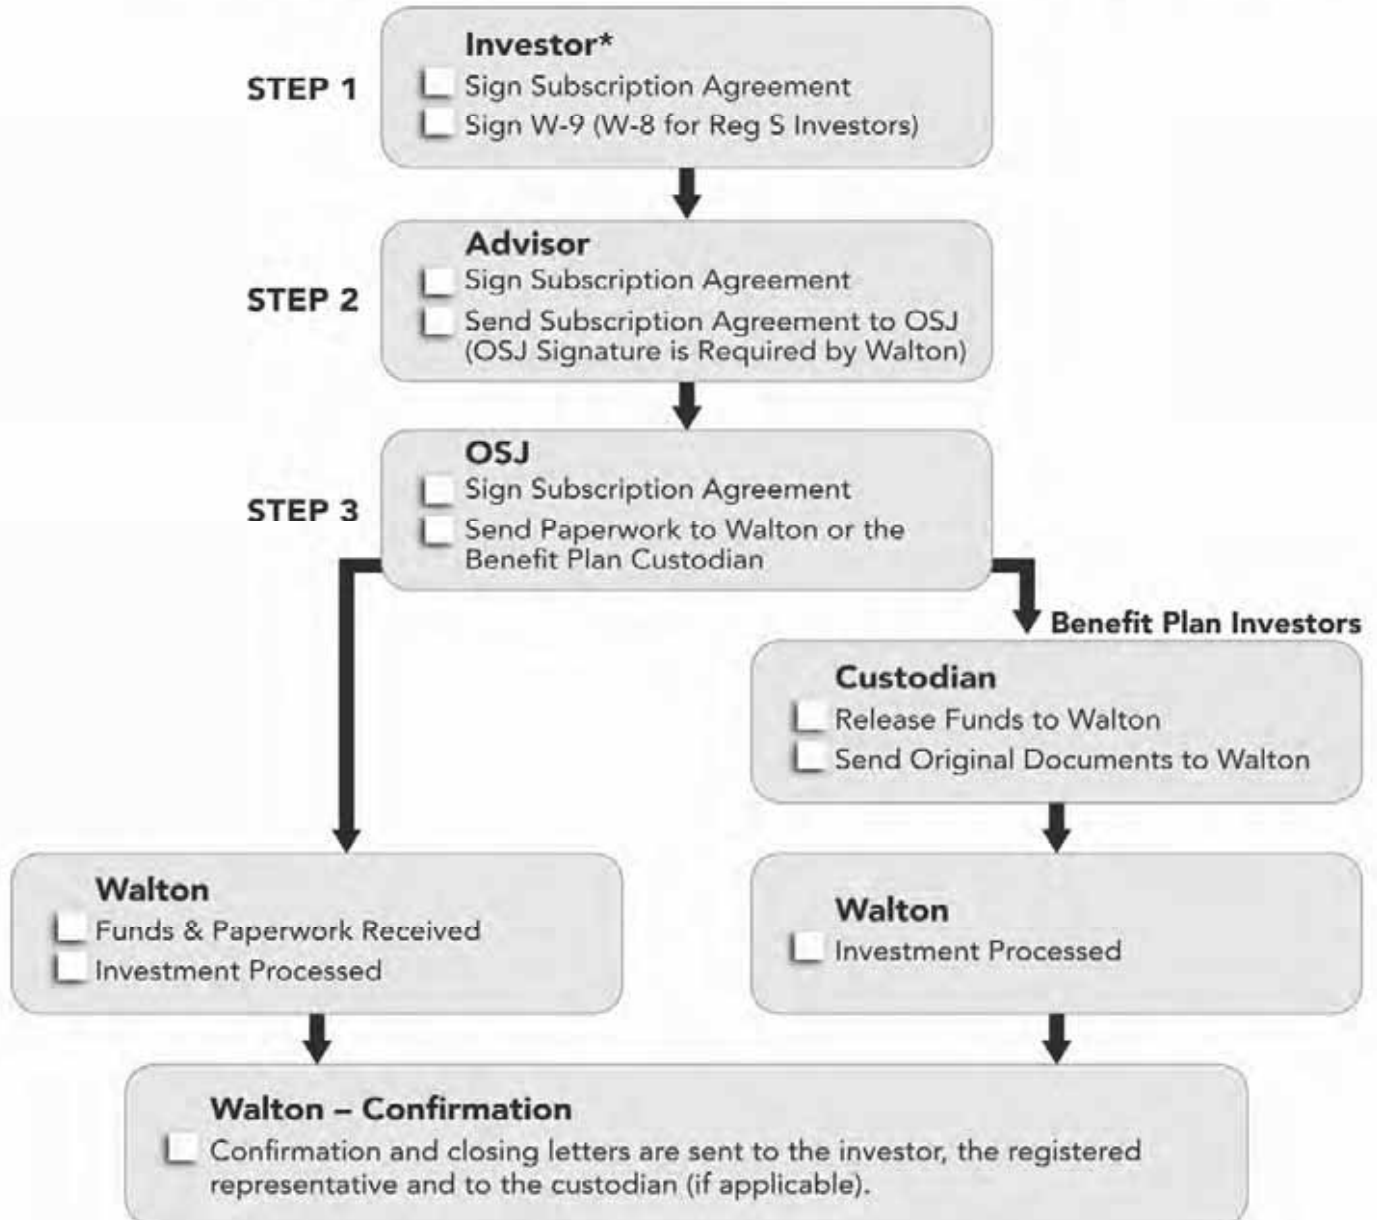 Investor*
STEP 1
Sign Subscription Agreement
Sign W-9 (W-8 for Reg S Investors)
Advisor
STEP 2
Sign Subscription Agreement
Send Subscription Agreement to OSJ
(OSJ Signature is Required by Walton)
OSJ
STEP 3
Sign Subscription Agreement
Send Paperwork to Walton or the
Benefit Plan Custodian
Benefit Plan Investors
Custodian
Release Funds to Walton
Send Original Documents to Walton
Walton
Funds & Paperwork Received
Investment Processed
Walton
Investment Processed
Walton – Confirmation
Confirmation and closing letters are sent to the investor, the registered
representative and to the custodian (if applicable).